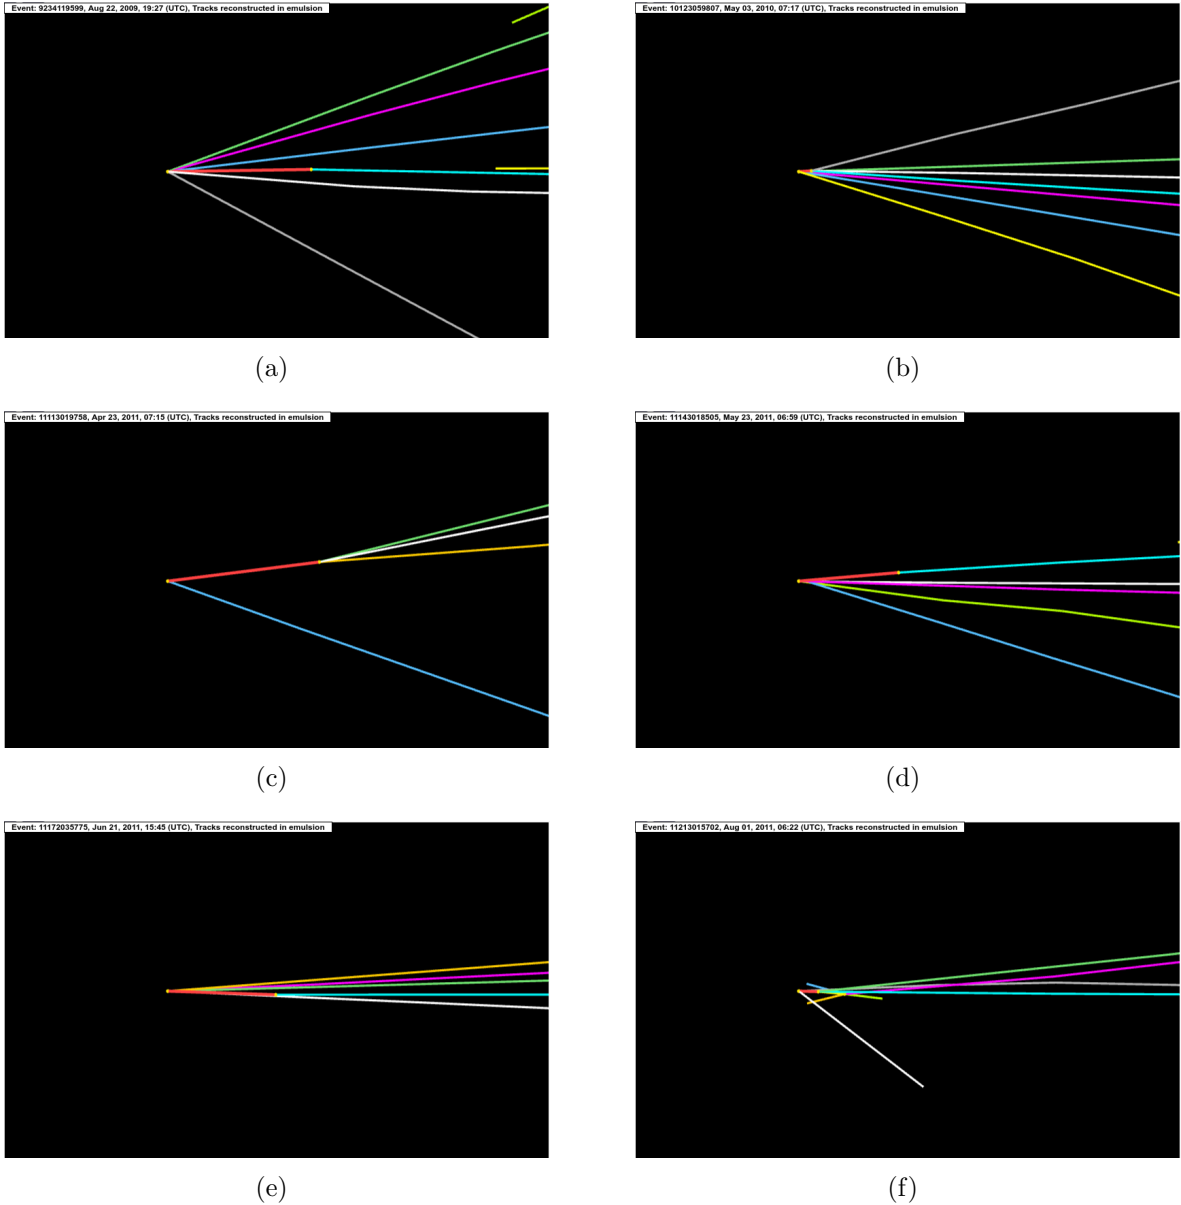 Event: 9234119599, Aug 22, 2009, 19:27 (UTC), Tracks reconstructed in emulsion
Event: 10123059807, May 03, 2010, 07:17 (UTC), Tracks reconstructed in emulsion
(a)
(b)
Event: 11113019758, Apr 23, 2011, 07:15 (UTC), Tracks reconstructed in emulsion
Event: 11143018505, May 23, 2011, 06:59 (UTC), Tracks reconstructed in emulsion
(c)
(d)
Event: 11172035775, Jun 21, 2011, 15:45 (UTC), Tracks reconstructed in emulsion
Event: 11213015702, Aug 01, 2011, 06:22 (UTC), Tracks reconstructed in emulsion
(e)
(f)